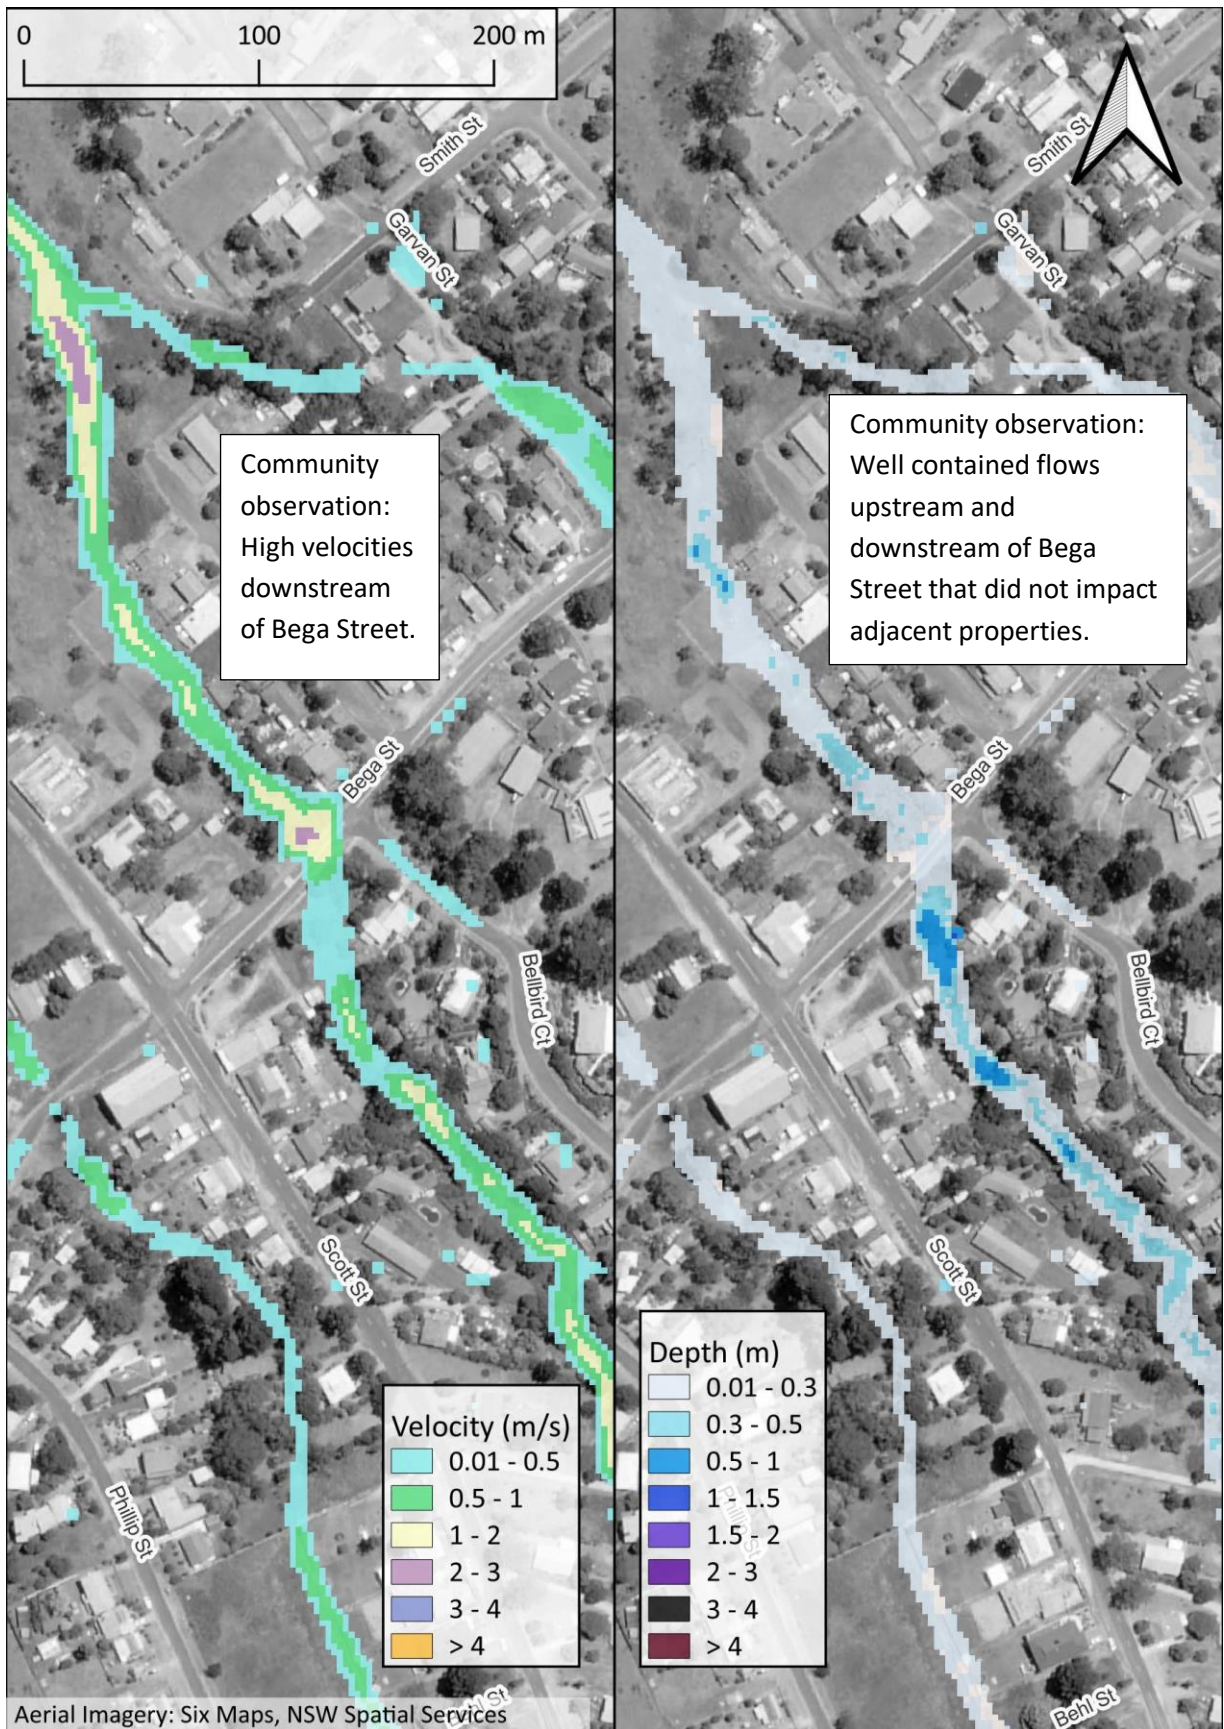 0 100 200 m
Smith St
Garvan St
Community
observation:
High velocities
downstream
of Bega Street.
Bega St
Bellbird Ct
Scott St
Phillip St
Velocity (m/s)
0.01 - 0.5
0.5 - 1
1 - 2
2 - 3
3 - 4
> 4
Aerial Imagery: Six Maps, NSW Spatial Services
Smith St
Garvan St
Community observation:
Well contained flows
upstream and
downstream of Bega
Street that did not impact
adjacent properties.
Bega St
Bellbird Ct
Scott St
Depth (m)
0.01 - 0.3
0.3 - 0.5
0.5 - 1
1 - 1.5
1.5 - 2
2 - 3
3 - 4
> 4
Behl St